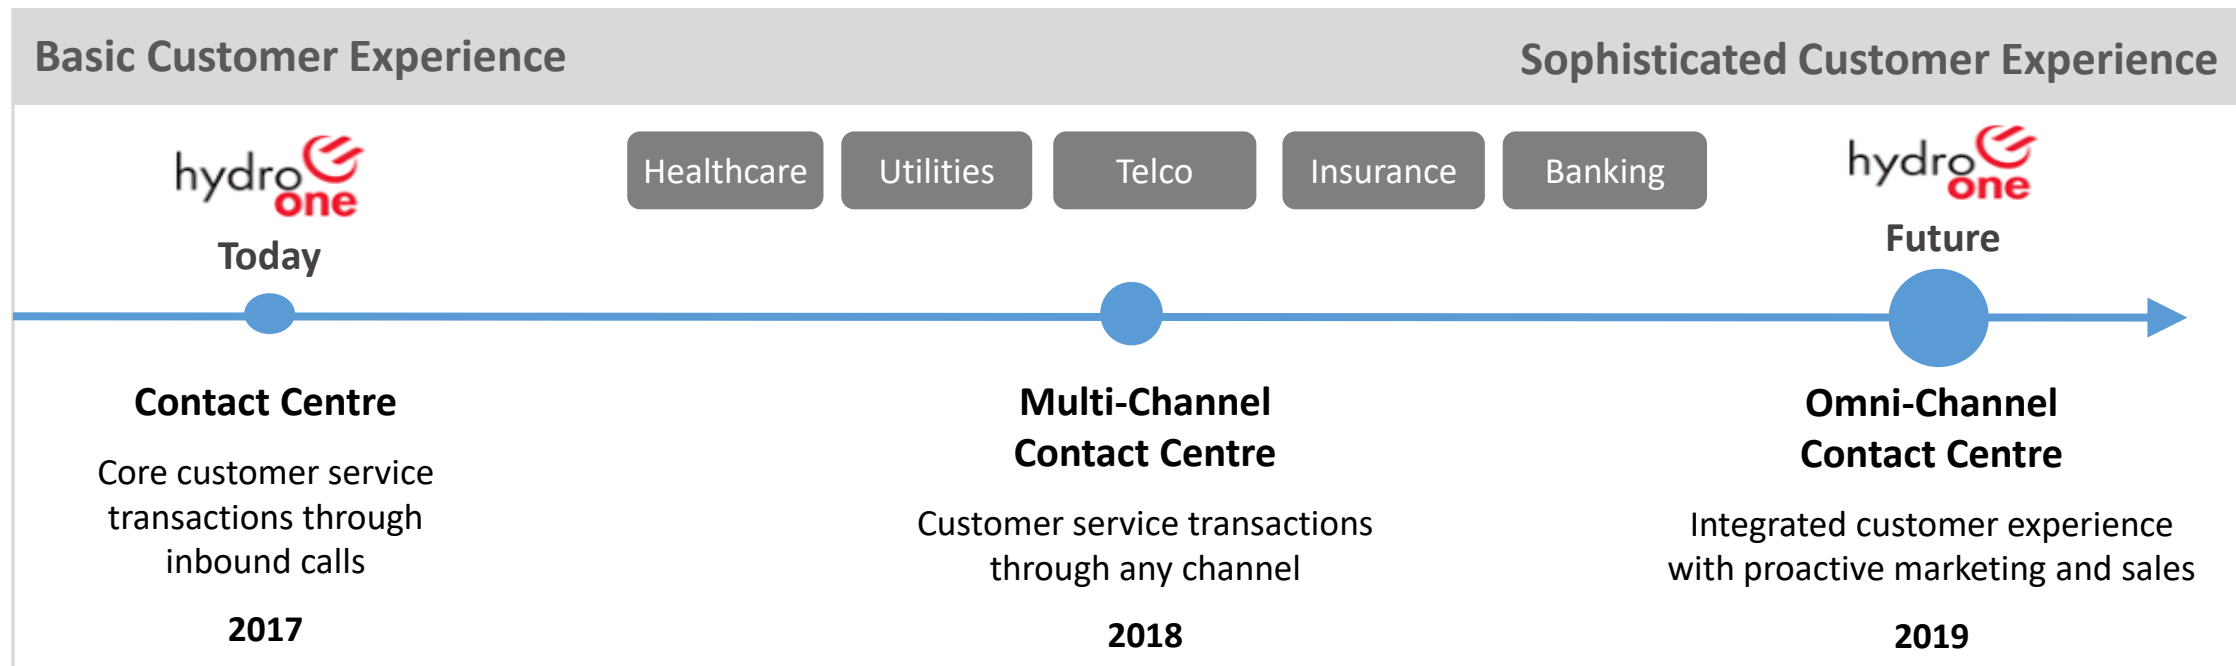 Basic Customer Experience
Sophisticated Customer Experience
hydro
one
Today
Healthcare
Utilities
Telco
Insurance
Banking
hydro
one
Future
Contact Centre
Core customer service
transactions through
inbound calls
2017
Multi-Channel
Contact Centre
Customer service transactions
through any channel
2018
Omni-Channel
Contact Centre
Integrated customer experience
with proactive marketing and sales
2019